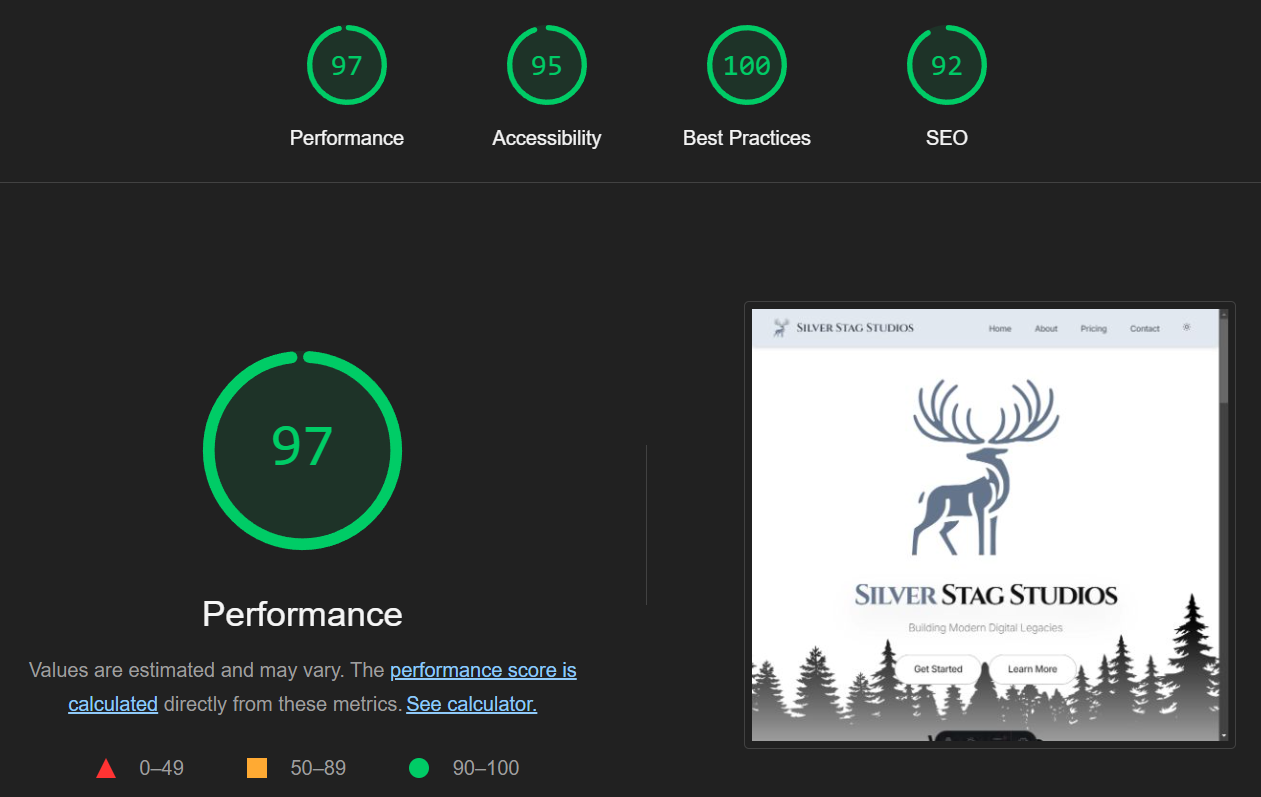 97
95
100
92
Performance
Accessibility
Best Practices
SEO
97
Performance
Values are estimated and may vary. The performance score is
calculated directly from these metrics. See calculator.
0–49
50–89
90–100
SILVER STAG STUDIOS
Home
About
Pricing
Contact
SILVER STAG STUDIOS
Building Modern Digital Legacies
Get Started
Learn More